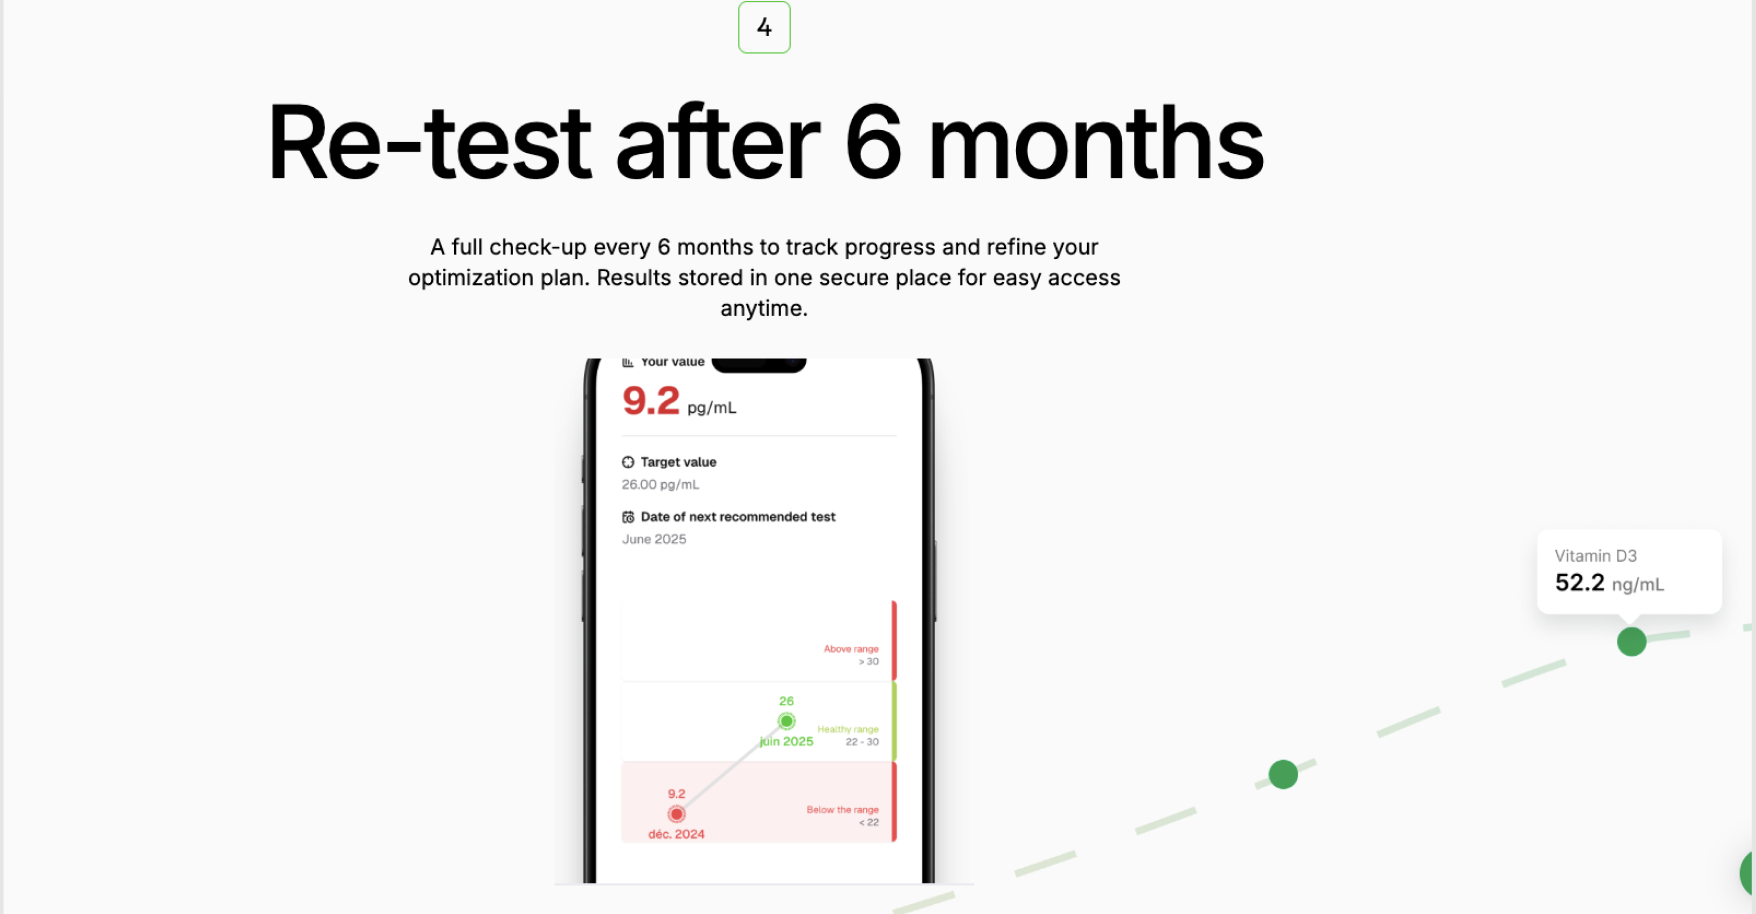 4
Re-test after 6 months
A full check-up every 6 months to track progress and refine your
optimization plan. Results stored in one secure place for easy access
anytime.
Your value
9.2 pg/mL
Target value
26.00 pg/mL
Date of next recommended test
June 2025
Above range
> 30
26
juin 2025
Healthy range
22 - 30
9.2
déc. 2024
Below the range
< 22
Vitamin D3
52.2 ng/mL